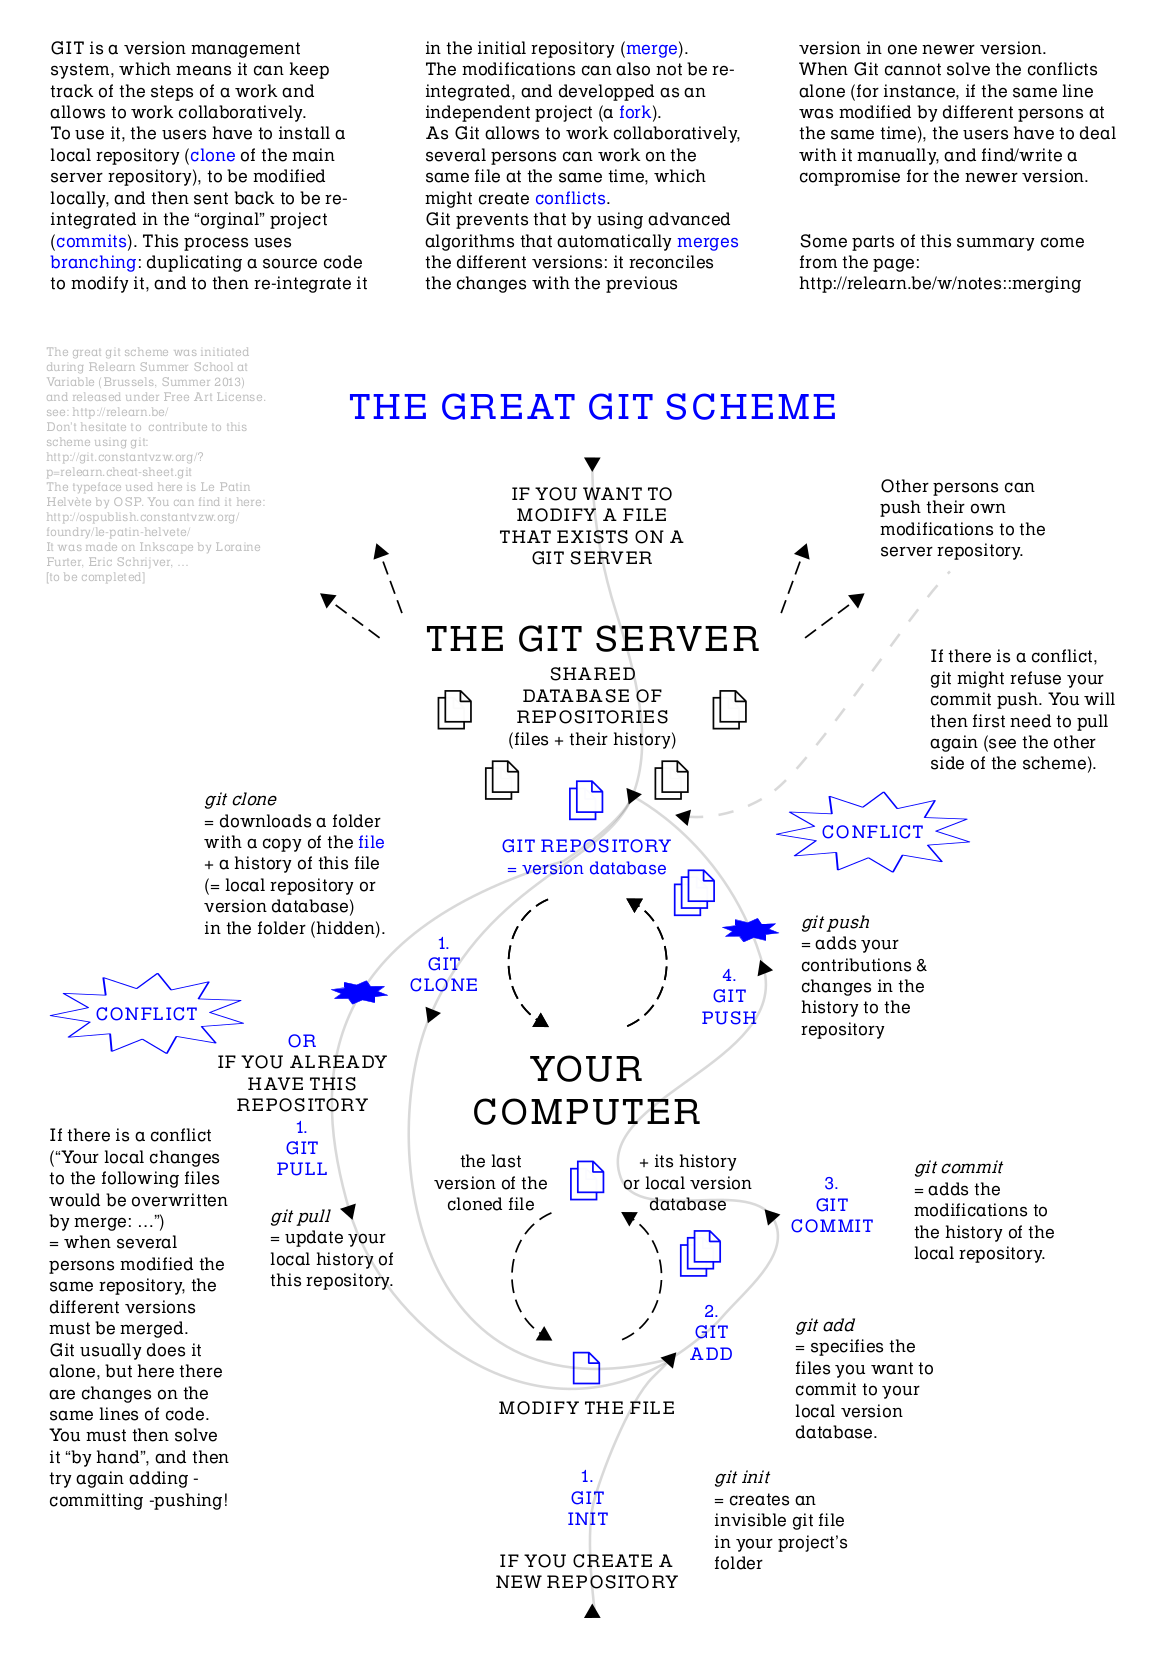 GIT is a version management
system, which means it can keep
track of the steps of a work and
allows to work collaboratively.
To use it, the users have to install a
local repository (clone of the main
server repository), to be modified
locally, and then sent back to be re-
integrated in the “orginal” project
(commits). This process uses
branching: duplicating a source code
to modify it, and to then re-integrate it
in the initial repository (merge).
The modifications can also not be re-
integrated, and developped as an
independent project (a fork).
As Git allows to work collaboratively,
several persons can work on the
same file at the same time, which
might create conflicts.
Git prevents that by using advanced
algorithms that automatically merges
the different versions: it reconciles
the changes with the previous
version in one newer version.
When Git cannot solve the conflicts
alone (for instance, if the same line
was modified by different persons at
the same time), the users have to deal
with it manually, and find/write a
compromise for the newer version.
Some parts of this summary come
from the page:
http://relearn.be/w/notes::merging
The great git scheme was initiated
during Relearn Summer School at
Variable (Brussels, Summer 2013)
and released under Free Art License.
see: http://relearn.be/
Don't hesitate to contribute to this
scheme using git:
http://git.constantvzw.org/?
p=relearn.cheat-sheet.git
The typeface used here is Le Patin
Helvète by OSP. You can find it here:
http://ospublish.constantvzw.org/
foundry/le-patin-helvete/
It was made on Inkscape by Loraine
Furter, Eric Schrijver, ...
[to be completed]
THE GREAT GIT SCHEME
IF YOU WANT TO
MODIFY A FILE
THAT EXISTS ON A
GIT SERVER
Other persons can
push their own
modifications to the
server repository.
THE GIT SERVER
SHARED
DATABASE OF
REPOSITORIES
(files + their history)
If there is a conflict,
git might refuse your
commit push. You will
then first need to pull
again (see the other
side of the scheme).
git clone
= downloads a folder
with a copy of the file
+ a history of this file
(= local repository or
version database)
in the folder (hidden).
CONFLICT
GIT REPOSITORY
= version database
1.
GIT
CLONE
4.
GIT
PUSH
git push
= adds your
contributions &
changes in the
history to the
repository
CONFLICT
OR
IF YOU ALREADY
HAVE THIS
REPOSITORY
1.
GIT
PULL
git pull
= update your
local history of
this repository.
YOUR
COMPUTER
the last
version of the
cloned file
+ its history
or local version
database
3.
GIT
COMMIT
git commit
= adds the
modifications to
the history of the
local repository.
If there is a conflict
(“Your local changes
to the following files
would be overwritten
by merge: ...”)
= when several
persons modified the
same repository, the
different versions
must be merged.
Git usually does it
alone, but here there
are changes on the
same lines of code.
You must then solve
it “by hand”, and then
try again adding -
committing -pushing!
2.
GIT
ADD
git add
= specifies the
files you want to
commit to your
local version
database.
MODIFY THE FILE
1.
GIT
INIT
git init
= creates an
invisible git file
in your project's
folder
IF YOU CREATE A
NEW REPOSITORY